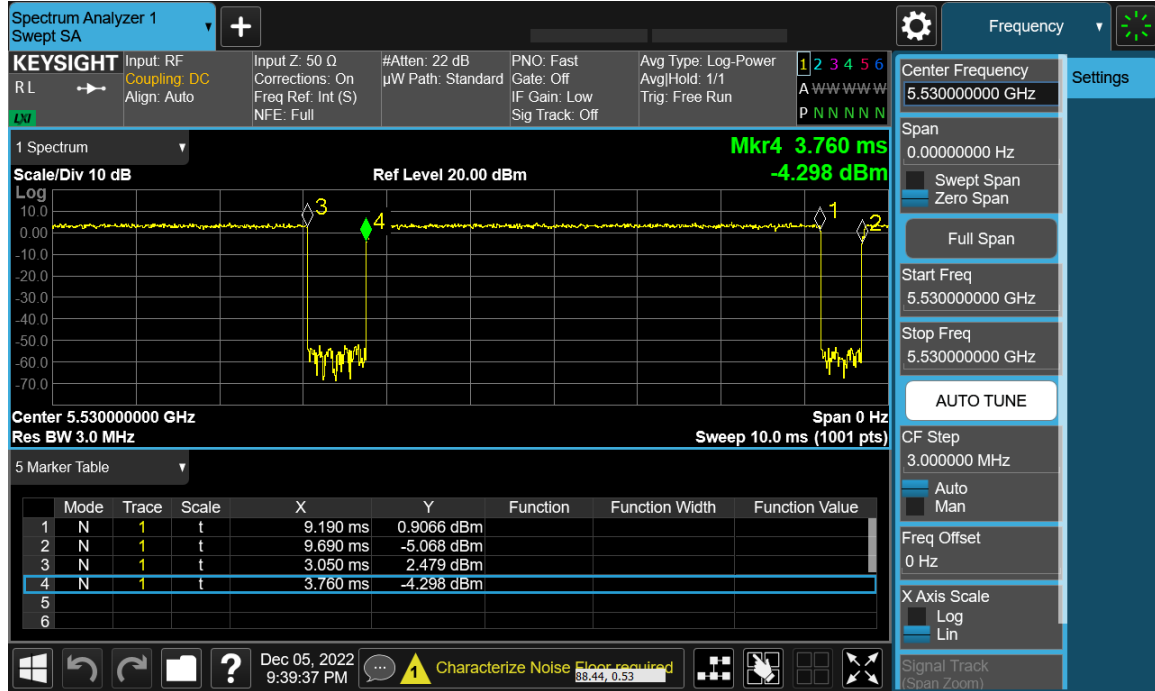 Spectrum Analyzer 1
Swept SA
Frequency
KEYSIGHT
R L
LXI
Input: RF
Coupling: DC
Align: Auto
Input Z: 50 Ω
Corrections: On
Freq Ref: Int (S)
NFE: Full
#Atten: 22 dB
µW Path: Standard
PNO: Fast
Gate: Off
IF Gain: Low
Sig Track: Off
Avg Type: Log-Power
Avg|Hold: 1/1
Trig: Free Run
1 2 3 4 5 6
A W W W W W
P N N N N N
1 Spectrum
Mkr4 3.760 ms
Scale/Div 10 dB
Ref Level 20.00 dBm
-4.298 dBm
Log
10.0
0.00
-10.0
-20.0
-30.0
-40.0
-50.0
-60.0
-70.0
3
4
1
2
Center 5.530000000 GHz
Span 0 Hz
Res BW 3.0 MHz
Sweep 10.0 ms (1001 pts)
5 Marker Table
Mode Trace Scale X Y Function Function Width Function Value
1 N 1 t 9.190 ms 0.9066 dBm
2 N 1 t 9.690 ms -5.068 dBm
3 N 1 t 3.050 ms 2.479 dBm
4 N 1 t 3.760 ms -4.298 dBm
5
6
Center Frequency
5.530000000 GHz
Settings
Span
0.00000000 Hz
Swept Span
Zero Span
Full Span
Start Freq
5.530000000 GHz
Stop Freq
5.530000000 GHz
AUTO TUNE
CF Step
3.000000 MHz
Auto
Man
Freq Offset
0 Hz
X Axis Scale
Log
Lin
Signal Track
(Span Zoom)
?
Dec 05, 2022
9:39:37 PM
1
Characterize Noise Floor required
88.44, 0.53